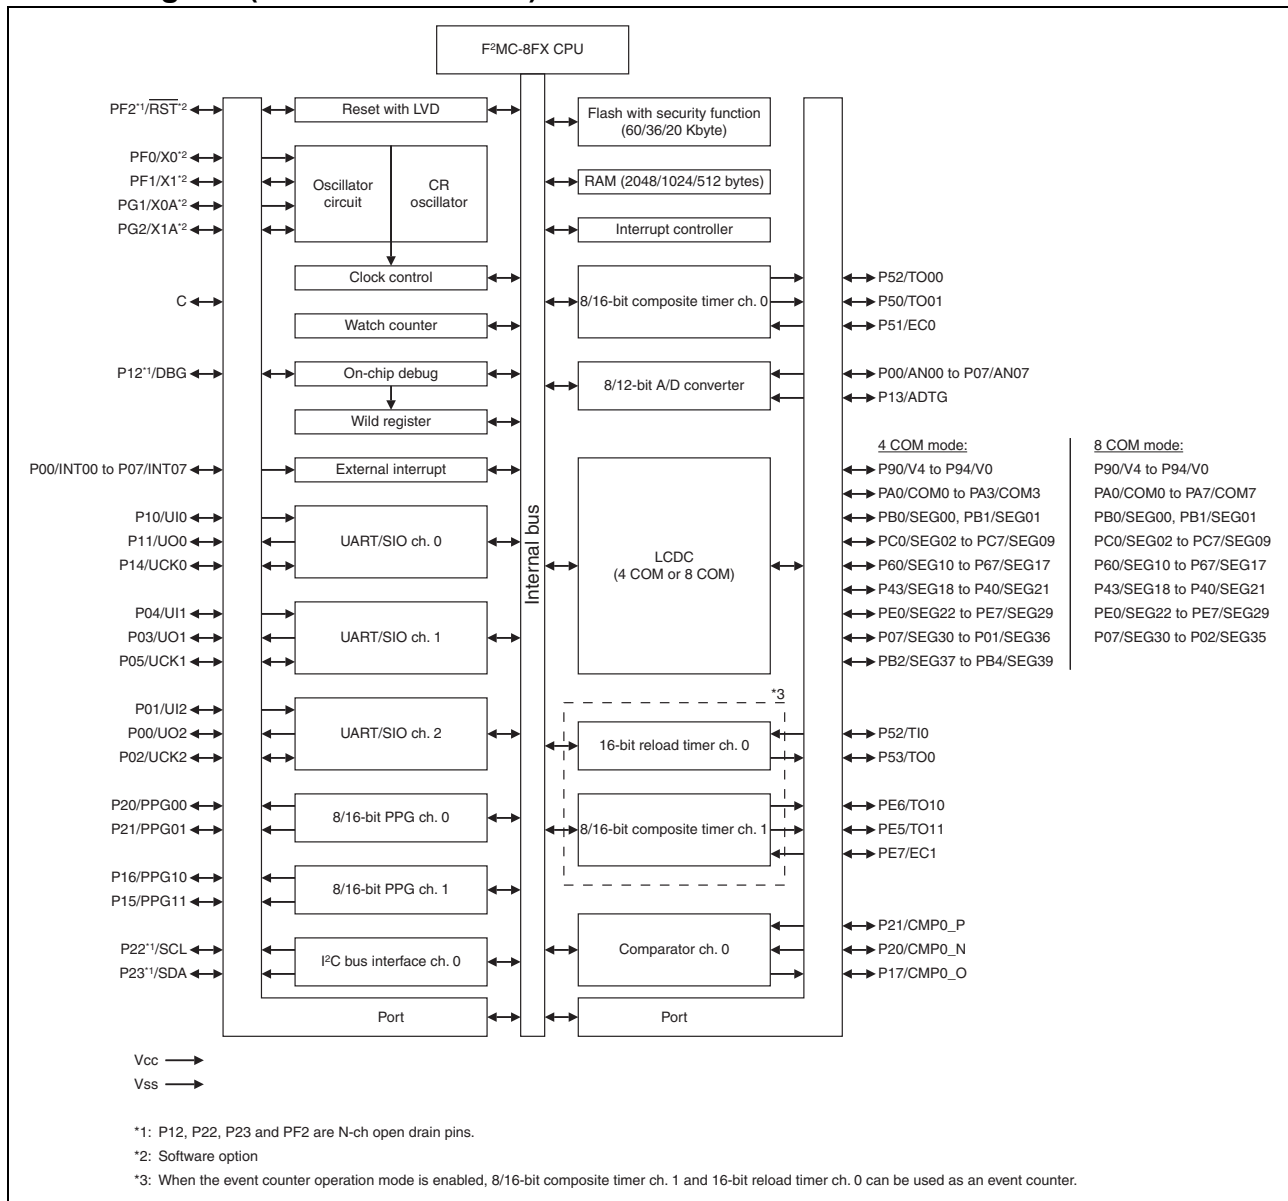 F²MC-8FX CPU
PF2*1/RST*2
Reset with LVD
Flash with security function
(60/36/20 Kbyte)
PF0/X0*2
PF1/X1*2
PG1/X0A*2
PG2/X1A*2
Oscillator
circuit
CR
oscillator
RAM (2048/1024/512 bytes)
Interrupt controller
Clock control
C
Watch counter
8/16-bit composite timer ch. 0
P52/TO00
P50/TO01
P51/EC0
P12*1/DBG
On-chip debug
Wild register
8/12-bit A/D converter
P00/AN00 to P07/AN07
P13/ADTG
P00/INT00 to P07/INT07
External interrupt
P10/UI0
P11/UO0
P14/UCK0
UART/SIO ch. 0
P04/UI1
P03/UO1
P05/UCK1
UART/SIO ch. 1
Internal bus
LCDC
(4 COM or 8 COM)
4 COM mode:
P90/V4 to P94/V0
PA0/COM0 to PA3/COM3
PB0/SEG00, PB1/SEG01
PC0/SEG02 to PC7/SEG09
P60/SEG10 to P67/SEG17
P43/SEG18 to P40/SEG21
PE0/SEG22 to PE7/SEG29
P07/SEG30 to P01/SEG36
PB2/SEG37 to PB4/SEG39
8 COM mode:
P90/V4 to P94/V0
PA0/COM0 to PA7/COM7
PB0/SEG00, PB1/SEG01
PC0/SEG02 to PC7/SEG09
P60/SEG10 to P67/SEG17
P43/SEG18 to P40/SEG21
PE0/SEG22 to PE7/SEG29
P07/SEG30 to P02/SEG35
P01/UI2
P00/UO2
P02/UCK2
UART/SIO ch. 2
*3
16-bit reload timer ch. 0
P52/TI0
P53/TO0
P20/PPG00
P21/PPG01
8/16-bit PPG ch. 0
8/16-bit composite timer ch. 1
PE6/TO10
PE5/TO11
PE7/EC1
P16/PPG10
P15/PPG11
8/16-bit PPG ch. 1
P22*1/SCL
P23*1/SDA
I²C bus interface ch. 0
Comparator ch. 0
P21/CMP0_P
P20/CMP0_N
P17/CMP0_O
Port
Port
Vcc
Vss
*1: P12, P22, P23 and PF2 are N-ch open drain pins.
*2: Software option
*3: When the event counter operation mode is enabled, 8/16-bit composite timer ch. 1 and 16-bit reload timer ch. 0 can be used as an event counter.